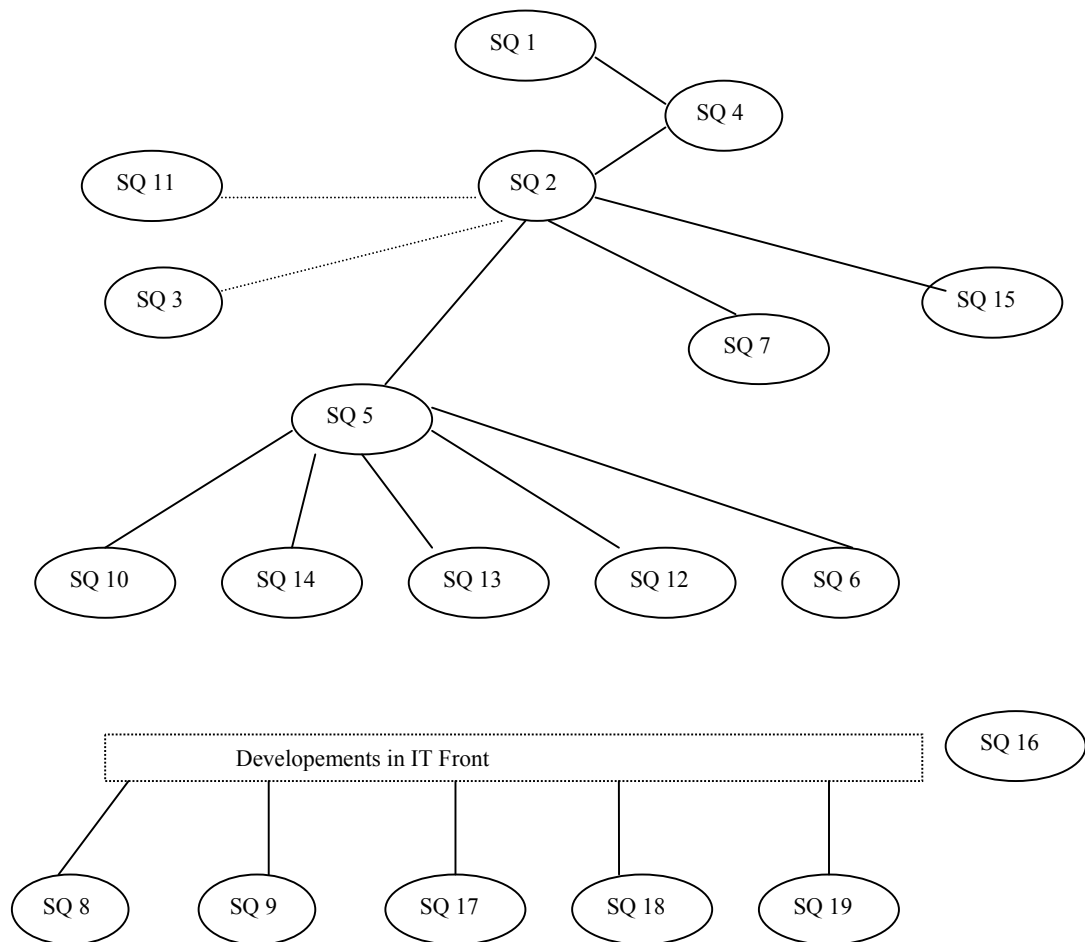 SQ 1
SQ 4
SQ 11
SQ 2
SQ 3
SQ 15
SQ 7
SQ 5
SQ 10
SQ 14
SQ 13
SQ 12
SQ 6
SQ 16
Developements in IT Front
SQ 8
SQ 9
SQ 17
SQ 18
SQ 19